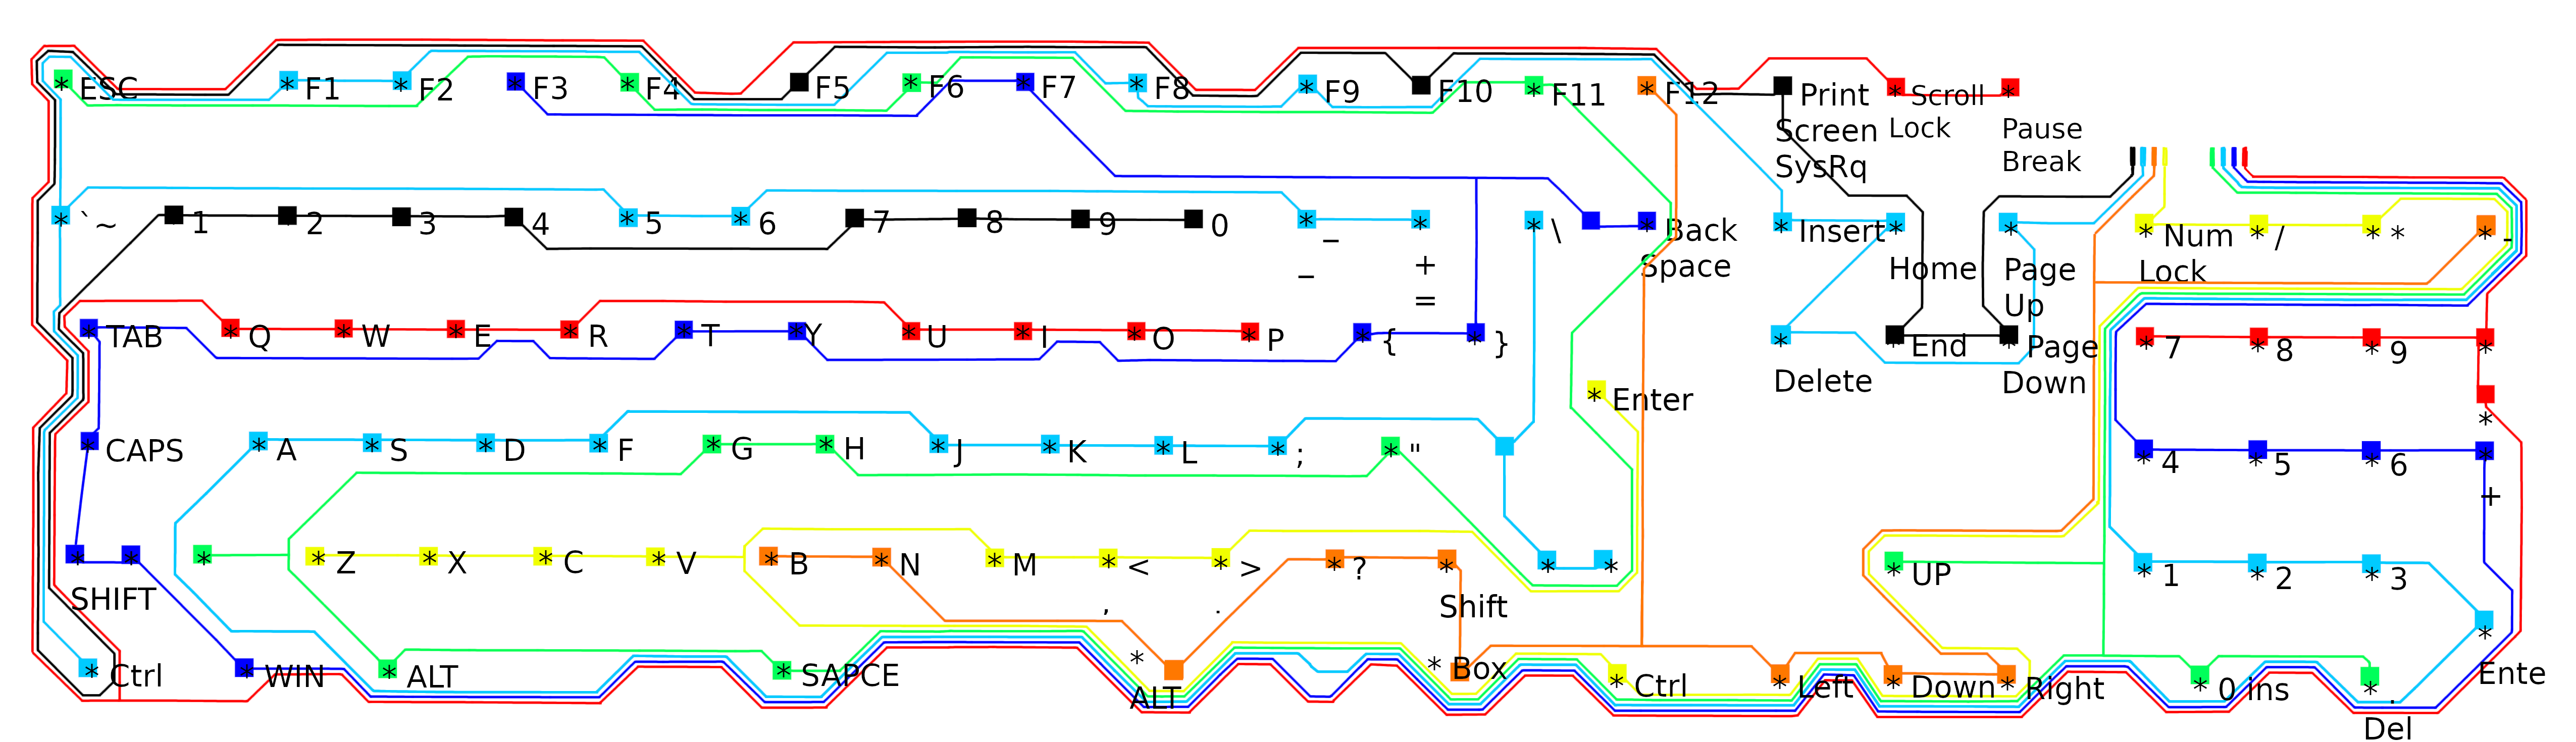 * ESC * F1 * F2 * F3 * F4 * F5 * F6 * F7 * F8 * F9 F10 * F11 * F12 Print * Scroll *
Screen Lock Pause
SysRq Break
* `~ 1 2 3 4 * 5 * 6 7 8 9 0 * _ * * \ * Back * Insert * * * Num * / * * * -
– + Space Home Page Lock
= Up
* TAB * Q * W * E * R * T * Y * U * I * O * P * { * } * * End * Page * 7 * 8 * 9 *
Delete Down
* Enter *
* CAPS * A * S * D * F * G * H * J * K * L * ; * " * 4 * 5 * 6 *
+
* * * * Z * X * C * V * B * N * M * < * > * ? * * * * UP * 1 * 2 * 3
SHIFT , . Shift *
* Ctrl * WIN * ALT * SAPCE * * Box * Ctrl * Left * Down * Right * 0 ins * . Ente
ALT Del